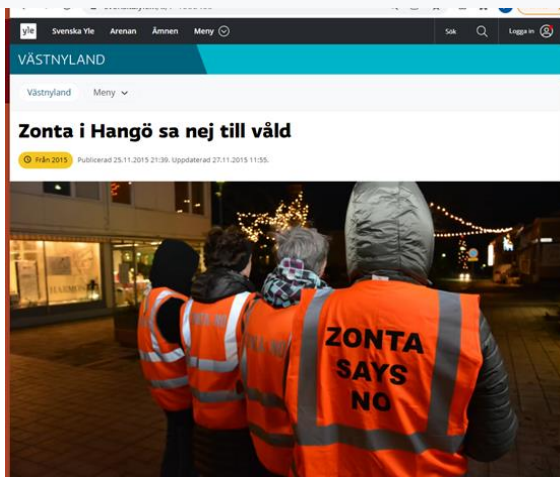 yle Svenska Yle Arenan Ämnen Meny Sök Logga in
VÄSTNYLAND
Västnyland Meny
Zonta i Hangö sa nej till våld
Från 2015 Publicerad 25.11.2015 21:39. Uppdaterad 27.11.2015 11:55.
HARMONI
ZONTA
SAYS
NO